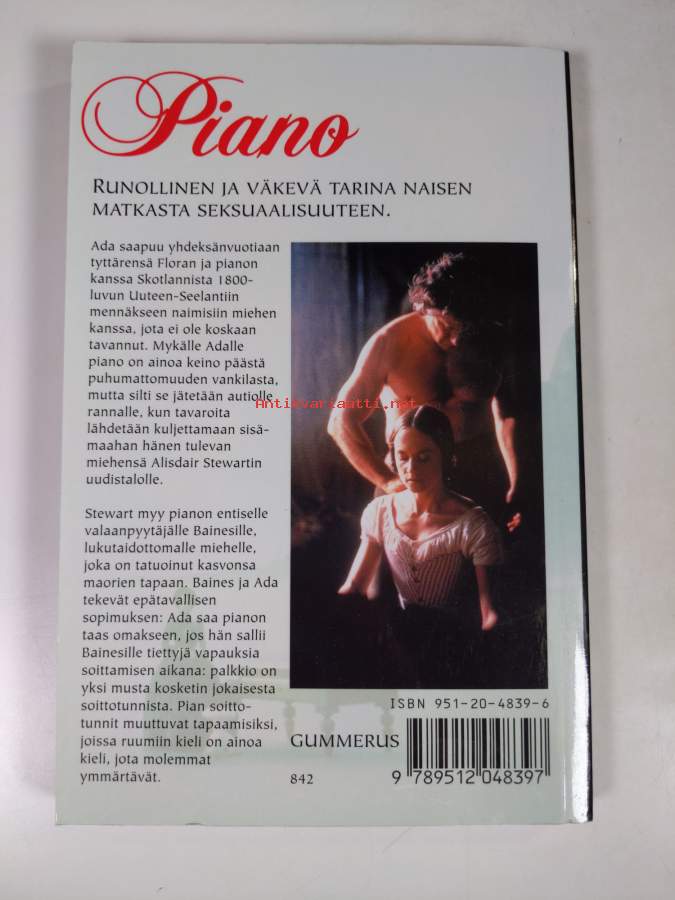 Piano
RUNOLLINEN JA VÄKEVÄ TARINA NAISEN
MATKASTA SEKSUAALISUUTEEN.
Ada saapuu yhdeksänvuotiaan
tyttärensä Floran ja pianon
kanssa Skotlannista 1800-
luvun Uuteen-Seelantiin
mennäkseen naimisiin miehen
kanssa, jota ei ole koskaan
tavannut. Mykälle Adalle
piano on ainoa keino päästä
puhumattomuuden vankilasta,
mutta silti se jätetään autiolle
rannalle, kun tavaroita
lähdetään kuljettamaan sisä-
maahan hänen tulevan
miehensä Alisdair Stewartin
uudistalolle.
Stewart myy pianon entiselle
valaanpyytäjälle Bainesille,
lukutaidottomalle miehelle,
joka on tatuoinut kasvonsa
maorien tapaan. Baines ja Ada
tekevät epätavallisen
sopimuksen: Ada saa pianon
taas omakseen, jos hän sallii
Bainesille tiettyjä vapauksia
soittamisen aikana: palkkio on
yksi musta kosketin jokaisesta
soittotunnista. Pian soitto-
tunnit muuttuvat tapaamisiksi,
joissa ruumiin kieli on ainoa
kieli, jota molemmat
ymmärtävät.
Antikvariaatti.net
ISBN 951-20-4839-6
GUMMERUS
842
9 789512 048397